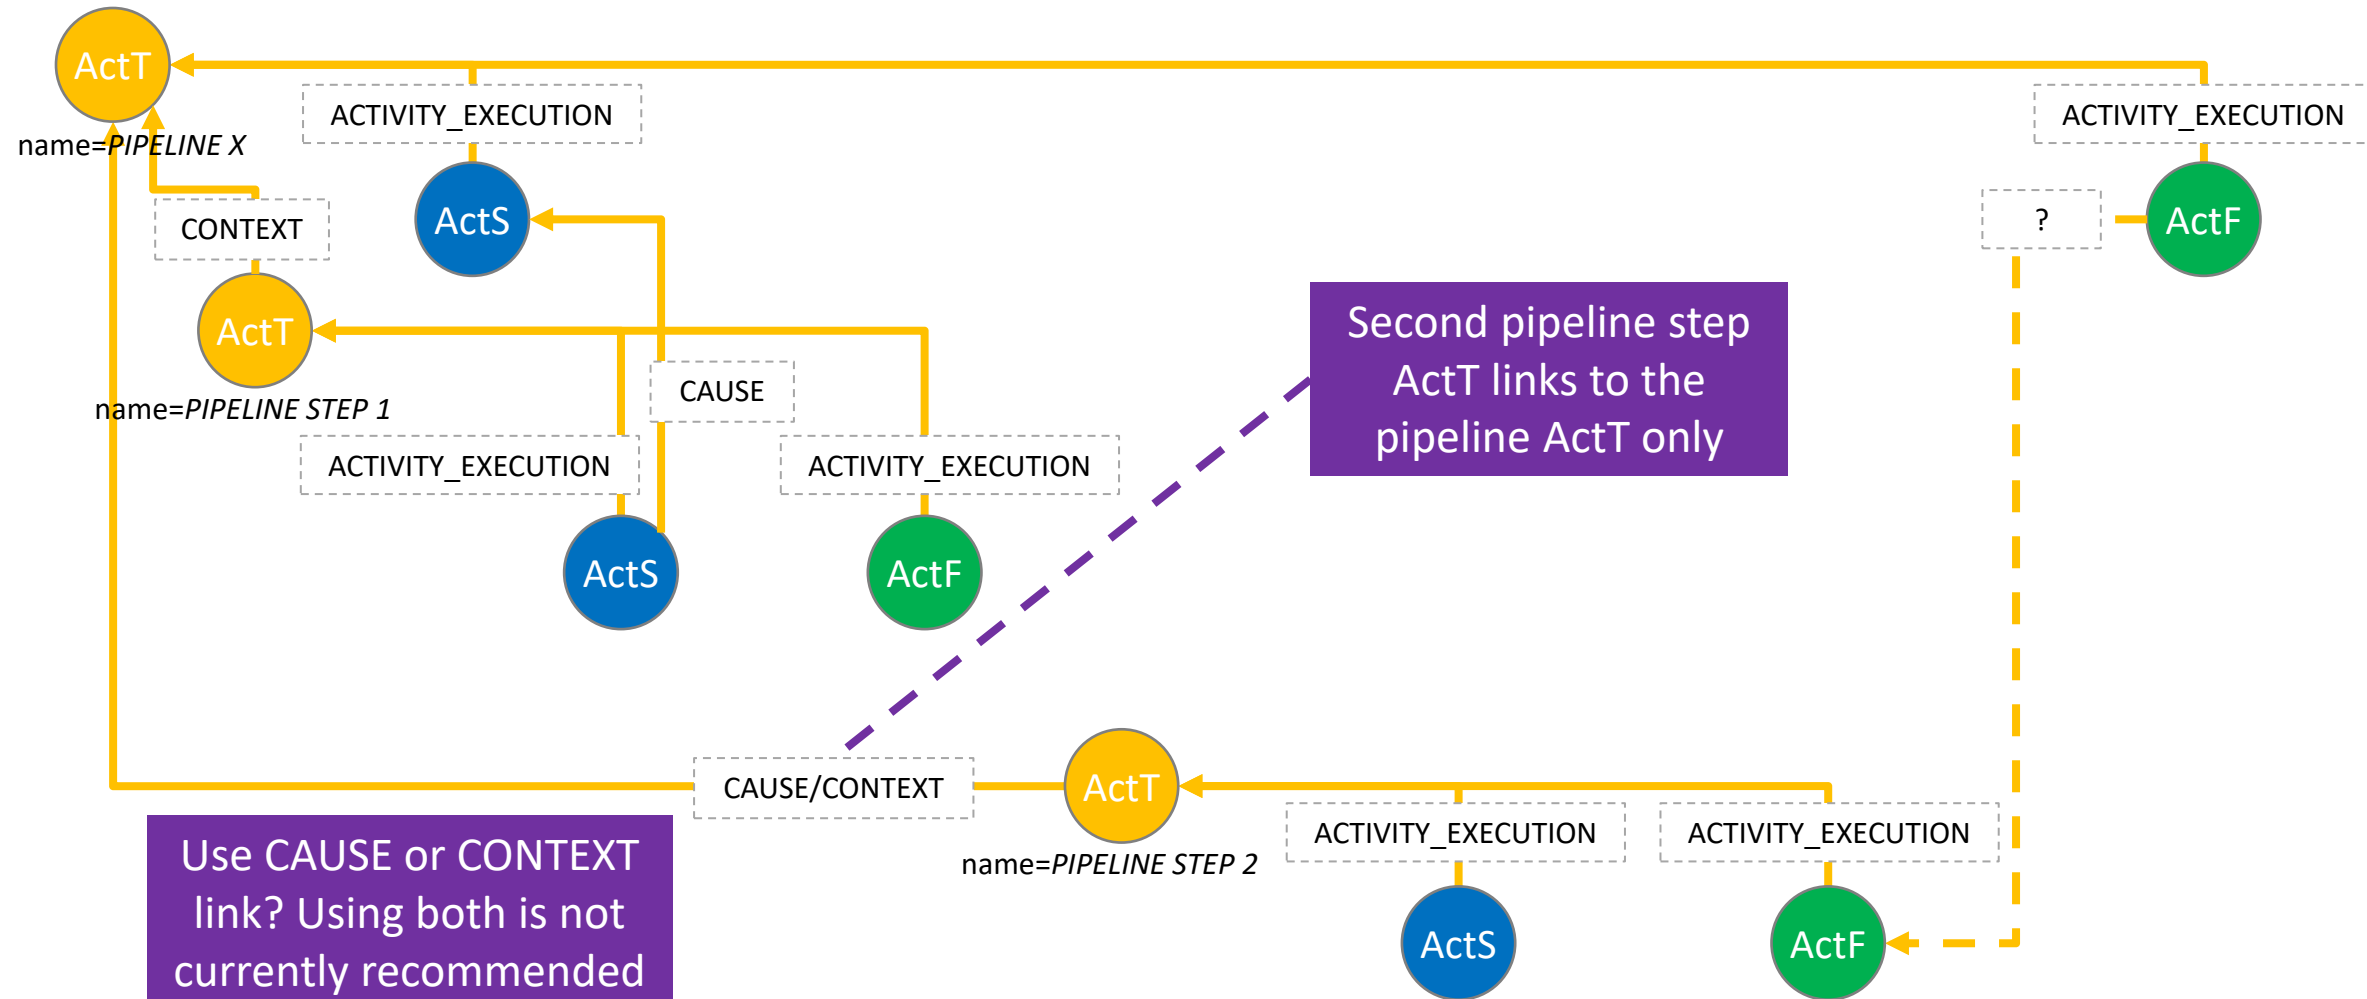 ActT
name=PIPELINE X
ACTIVITY_EXECUTION
ACTIVITY_EXECUTION
CONTEXT
ActS
?
ActF
ActT
name=PIPELINE STEP 1
CAUSE
Second pipeline step
ActT links to the
pipeline ActT only
ACTIVITY_EXECUTION
ACTIVITY_EXECUTION
ActS
ActF
CAUSE/CONTEXT
ActT
name=PIPELINE STEP 2
ACTIVITY_EXECUTION
ACTIVITY_EXECUTION
Use CAUSE or CONTEXT
link? Using both is not
currently recommended
ActS
ActF